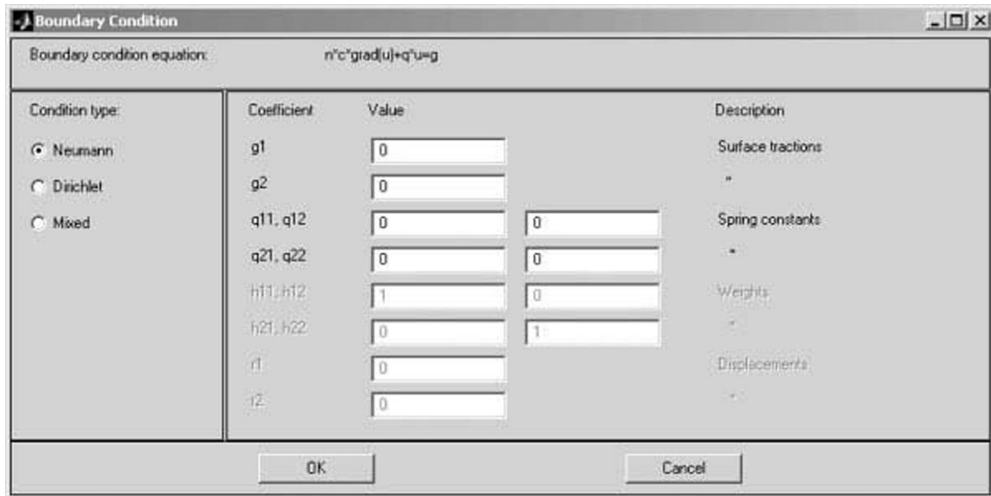 Boundary Condition
Boundary condition equation: n*c*grad(u)+q*u=g
Condition type:
Neumann
Dirichlet
Mixed
Coefficient Value Description
g1 0 Surface tractions
g2 0 "
q11, q12 0 0 Spring constants
q21, q22 0 0 "
h11, h12 1 0 Weights
h21, h22 0 1 "
r1 0 Displacements
r2 0 "
OK Cancel